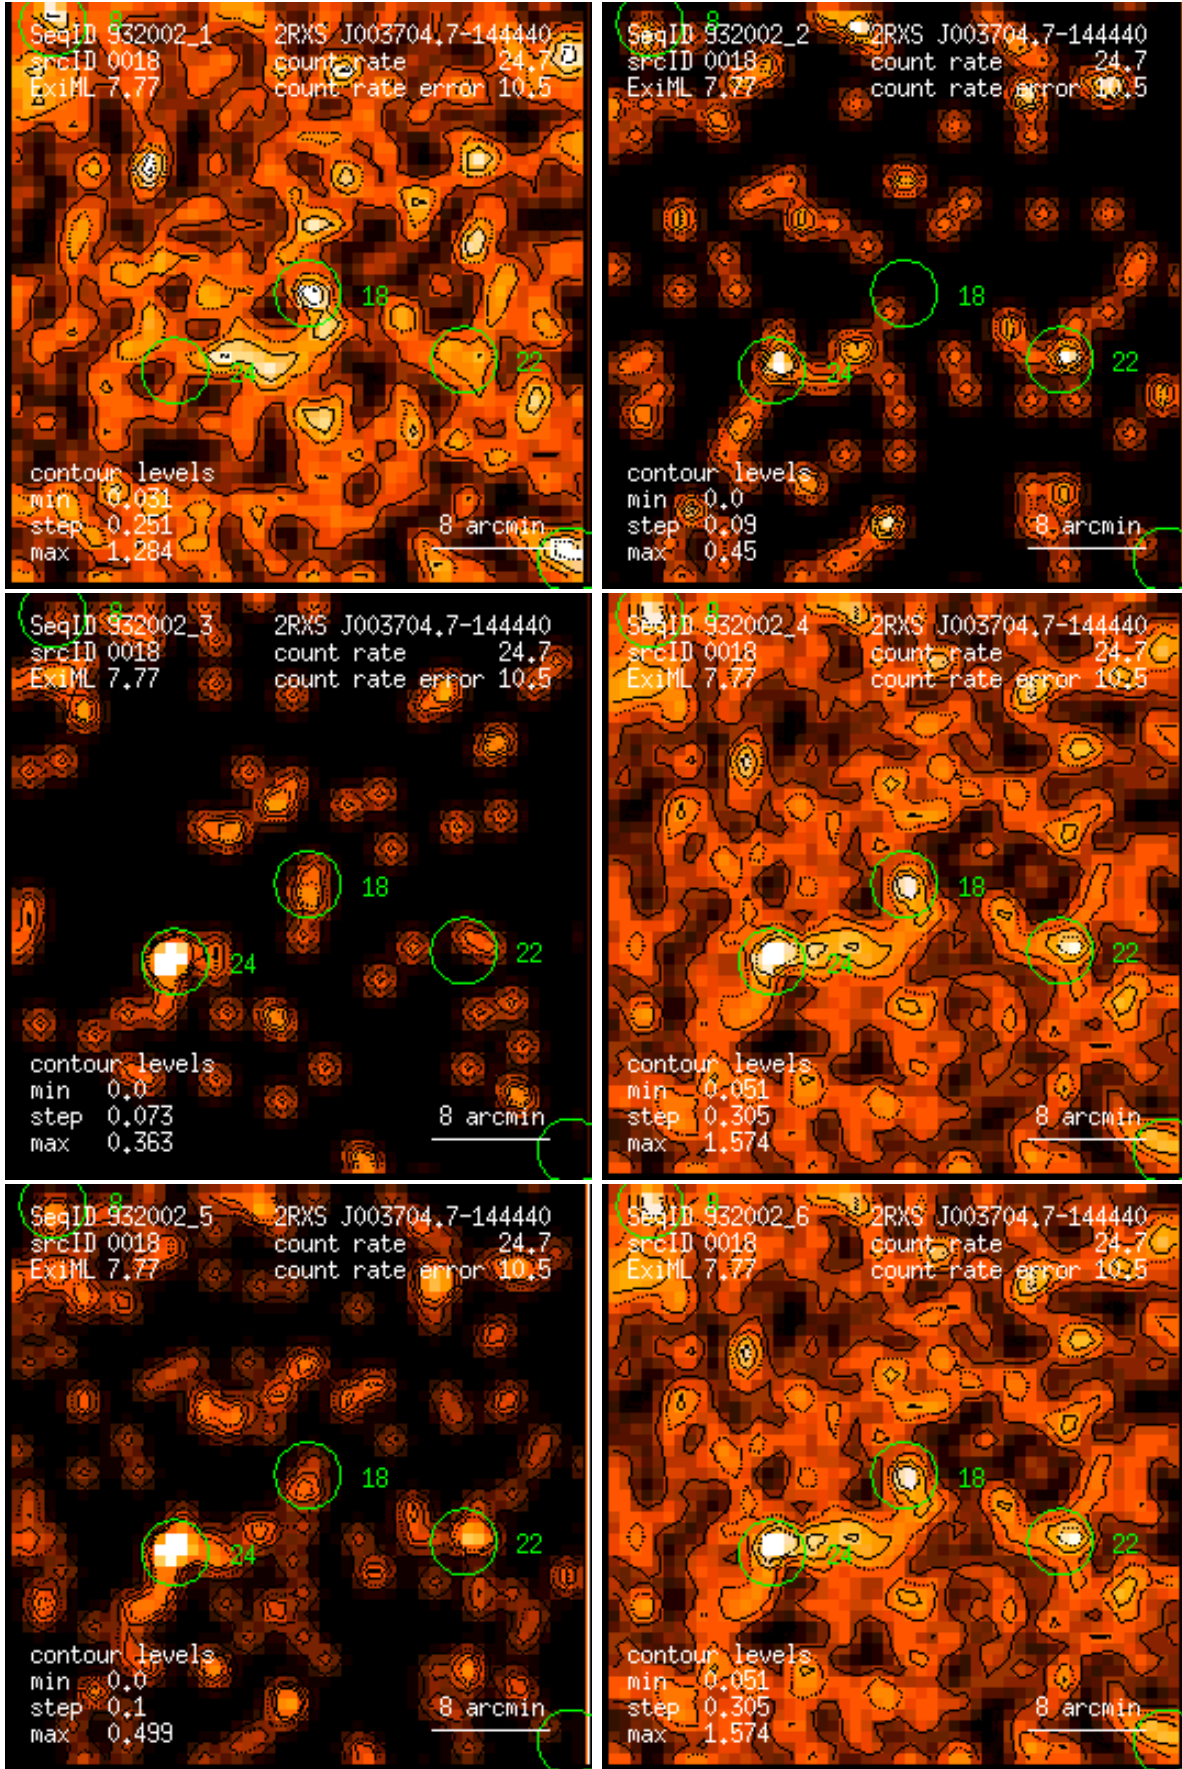 8
SeqID 932002_1 2RXS J003704.7-144440
srcID 0018 count rate 24.7
ExiML 7.77 count rate error 10.5
18
22
24
contour levels
min 0.031
step 0.251
max 1.284
8 arcmin
8
SeqID 932002_2 2RXS J003704.7-144440
srcID 0018 count rate 24.7
ExiML 7.77 count rate error 10.5
18
22
24
contour levels
min 0.0
step 0.09
max 0.45
8 arcmin
8
SeqID 932002_3 2RXS J003704.7-144440
srcID 0018 count rate 24.7
ExiML 7.77 count rate error 10.5
18
22
24
contour levels
min 0.0
step 0.073
max 0.363
8 arcmin
8
SeqID 932002_4 2RXS J003704.7-144440
srcID 0018 count rate 24.7
ExiML 7.77 count rate error 10.5
18
22
24
contour levels
min 0.051
step 0.305
max 1.574
8 arcmin
8
SeqID 932002_5 2RXS J003704.7-144440
srcID 0018 count rate 24.7
ExiML 7.77 count rate error 10.5
18
22
24
contour levels
min 0.0
step 0.1
max 0.499
8 arcmin
8
SeqID 932002_6 2RXS J003704.7-144440
srcID 0018 count rate 24.7
ExiML 7.77 count rate error 10.5
18
22
24
contour levels
min 0.051
step 0.305
max 1.574
8 arcmin